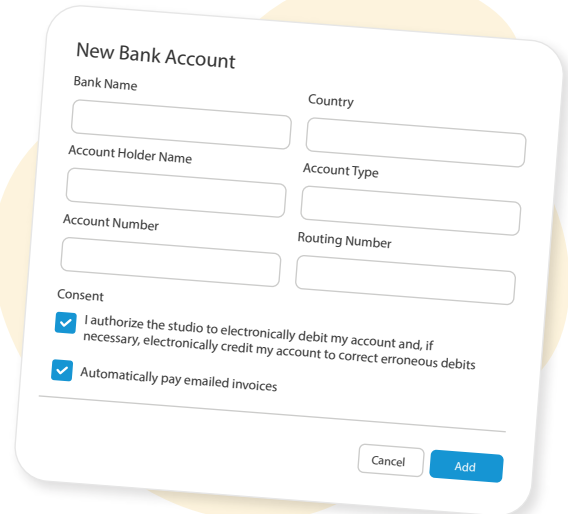 New Bank Account
Bank Name
Country
Account Holder Name
Account Type
Account Number
Routing Number
Consent
I authorize the studio to electronically debit my account and, if
necessary, electronically credit my account to correct erroneous debits
Automatically pay emailed invoices
Cancel
Add